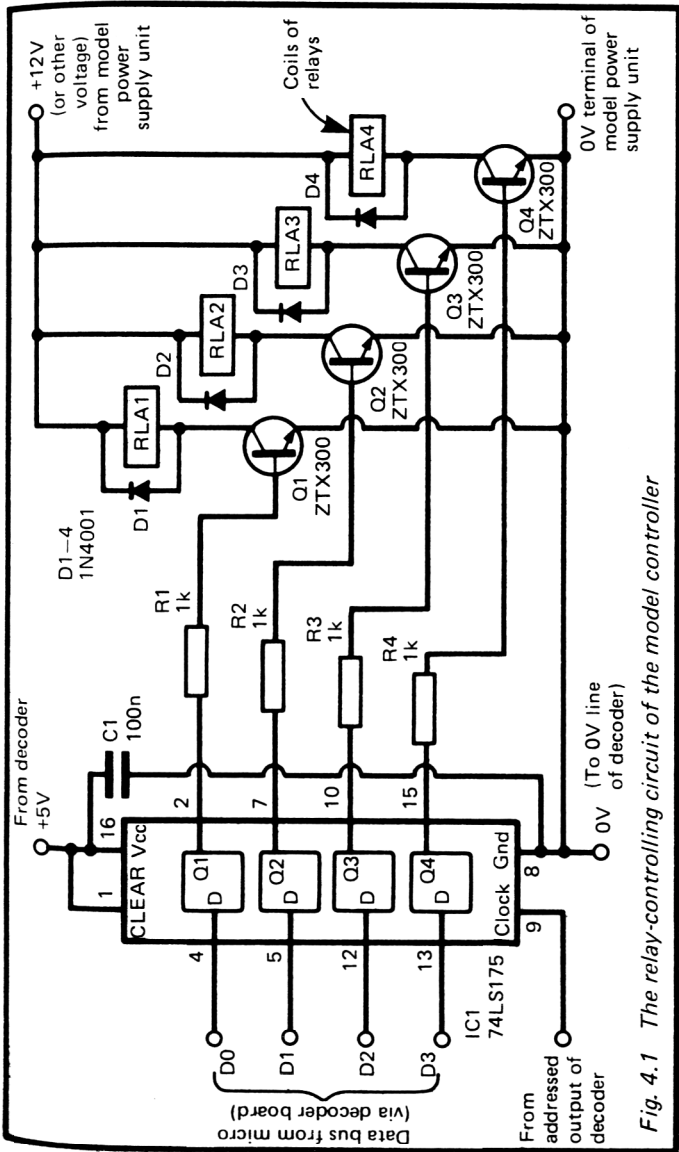 From decoder
+5V
+12V
(or other
voltage)
from model
power
supply unit
D1–4
1N4001
Coils of
relays
C1
100n
1
16
CLEAR
Vcc
D1
RLA1
D2
RLA2
D3
RLA3
D4
RLA4
Data bus from micro
(via decoder board)
D0
4
D
Q1
2
R1
1k
Q1
ZTX300
D1
5
D
Q2
7
R2
1k
Q2
ZTX300
D2
12
D
Q3
10
R3
1k
Q3
ZTX300
D3
13
D
Q4
15
R4
1k
Q4
ZTX300
IC1
74LS175
Clock
Gnd
9
8
From
addressed
output of
decoder
0V
(To 0V line
of decoder)
0V terminal of
model power
supply unit
Fig. 4.1 The relay-controlling circuit of the model controller